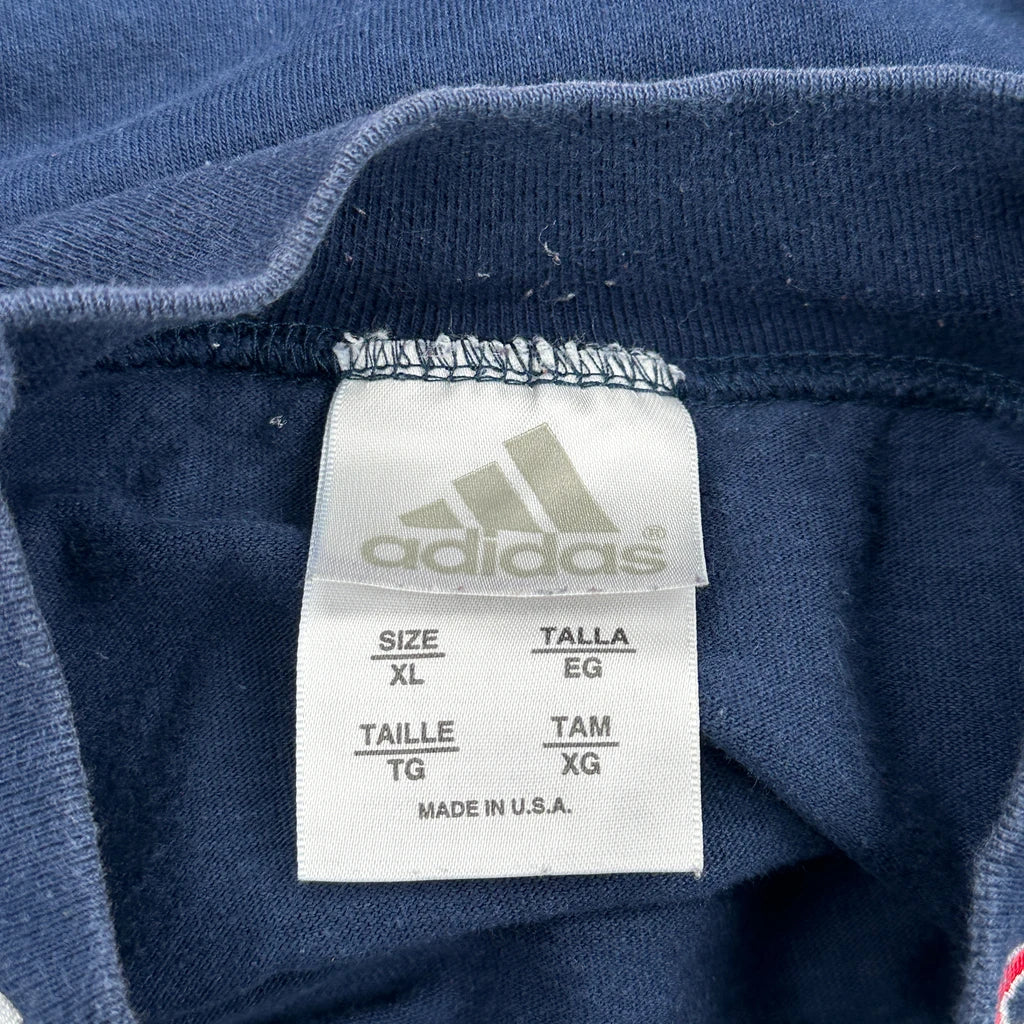 adidas®
SIZE TALLA
XL EG
TAILLE TAM
TG XG
MADE IN U.S.A.